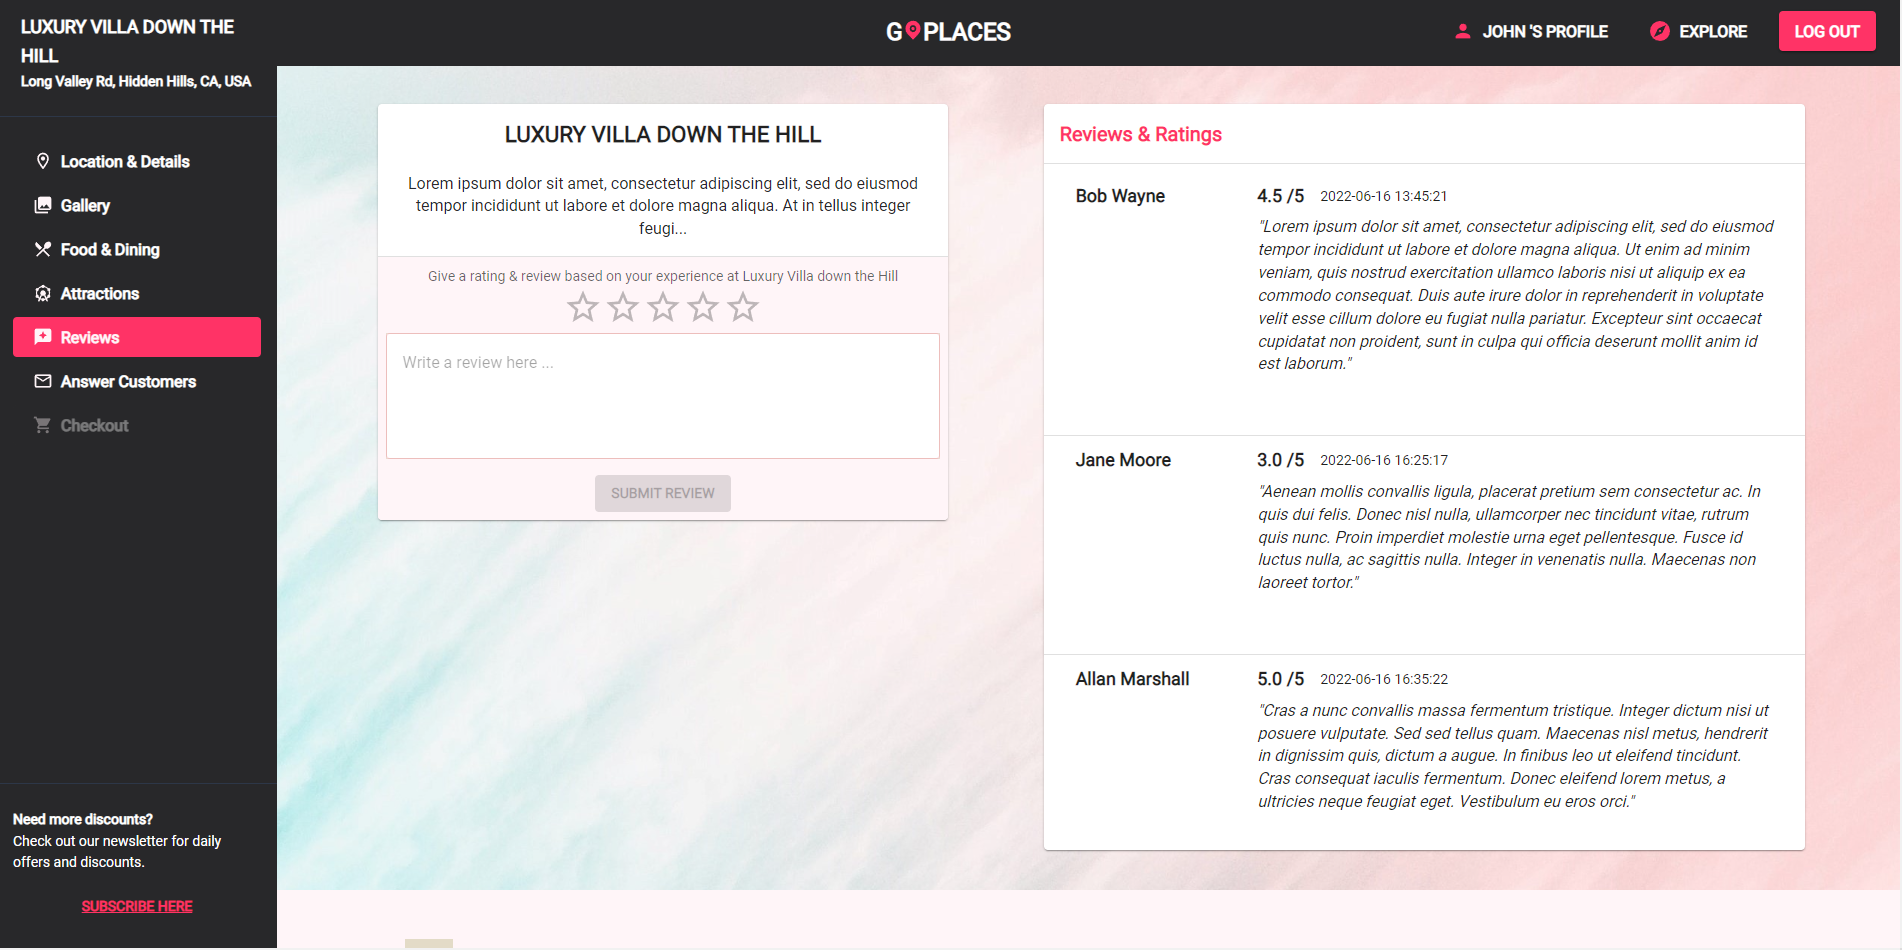 LUXURY VILLA DOWN THE
HILL
Long Valley Rd, Hidden Hills, CA, USA
Location & Details
Gallery
Food & Dining
Attractions
Reviews
Answer Customers
Checkout
Need more discounts?
Check out our newsletter for daily
offers and discounts.
SUBSCRIBE HERE
G PLACES
JOHN 'S PROFILE
EXPLORE
LOG OUT
LUXURY VILLA DOWN THE HILL
Lorem ipsum dolor sit amet, consectetur adipiscing elit, sed do eiusmod
tempor incididunt ut labore et dolore magna aliqua. At in tellus integer
feugi...
Give a rating & review based on your experience at Luxury Villa down the Hill
Write a review here ...
SUBMIT REVIEW
Reviews & Ratings
Bob Wayne
4.5 /5 2022-06-16 13:45:21
"Lorem ipsum dolor sit amet, consectetur adipiscing elit, sed do eiusmod
tempor incididunt ut labore et dolore magna aliqua. Ut enim ad minim
veniam, quis nostrud exercitation ullamco laboris nisi ut aliquip ex ea
commodo consequat. Duis aute irure dolor in reprehenderit in voluptate
velit esse cillum dolore eu fugiat nulla pariatur. Excepteur sint occaecat
cupidatat non proident, sunt in culpa qui officia deserunt mollit anim id
est laborum."
Jane Moore
3.0 /5 2022-06-16 16:25:17
"Aenean mollis convallis ligula, placerat pretium sem consectetur ac. In
quis dui felis. Donec nisl nulla, ullamcorper nec tincidunt vitae, rutrum
quis nunc. Proin imperdiet molestie urna eget pellentesque. Fusce id
luctus nulla, ac sagittis nulla. Integer in venenatis nulla. Maecenas non
laoreet tortor."
Allan Marshall
5.0 /5 2022-06-16 16:35:22
"Cras a nunc convallis massa fermentum tristique. Integer dictum nisi ut
posuere vulputate. Sed sed tellus quam. Maecenas nisl metus, hendrerit
in dignissim quis, dictum a augue. In finibus leo ut eleifend tincidunt.
Cras consequat iaculis fermentum. Donec eleifend lorem metus, a
ultricies neque feugiat eget. Vestibulum eu eros orci."